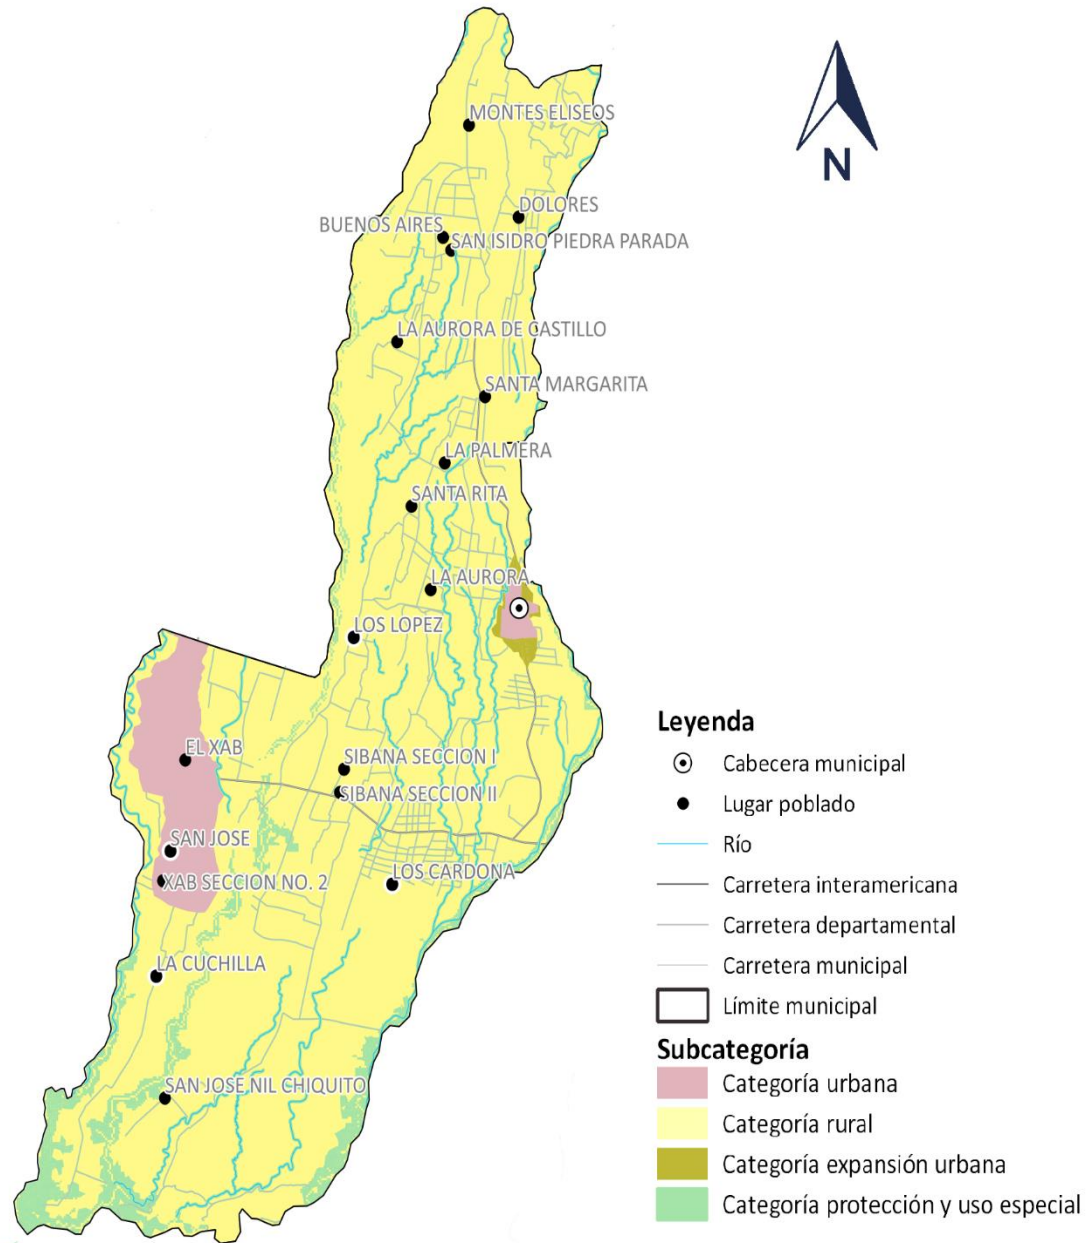 N
MONTES ELISEOS
DOLORES
BUENOS AIRES
SAN ISIDRO PIEDRA PARADA
LA AURORA DE CASTILLO
SANTA MARGARITA
LA PALMERA
SANTA RITA
LA AURORA
LOS LOPEZ
EL XAB
SIBANA SECCION I
SIBANA SECCION II
SAN JOSE
XAB SECCION NO. 2
LOS CARDONA
LA CUCHILLA
SAN JOSE NIL CHIQUITO
Leyenda
Cabecera municipal
Lugar poblado
Río
Carretera interamericana
Carretera departamental
Carretera municipal
Límite municipal
Subcategoría
Categoría urbana
Categoría rural
Categoría expansión urbana
Categoría protección y uso especial